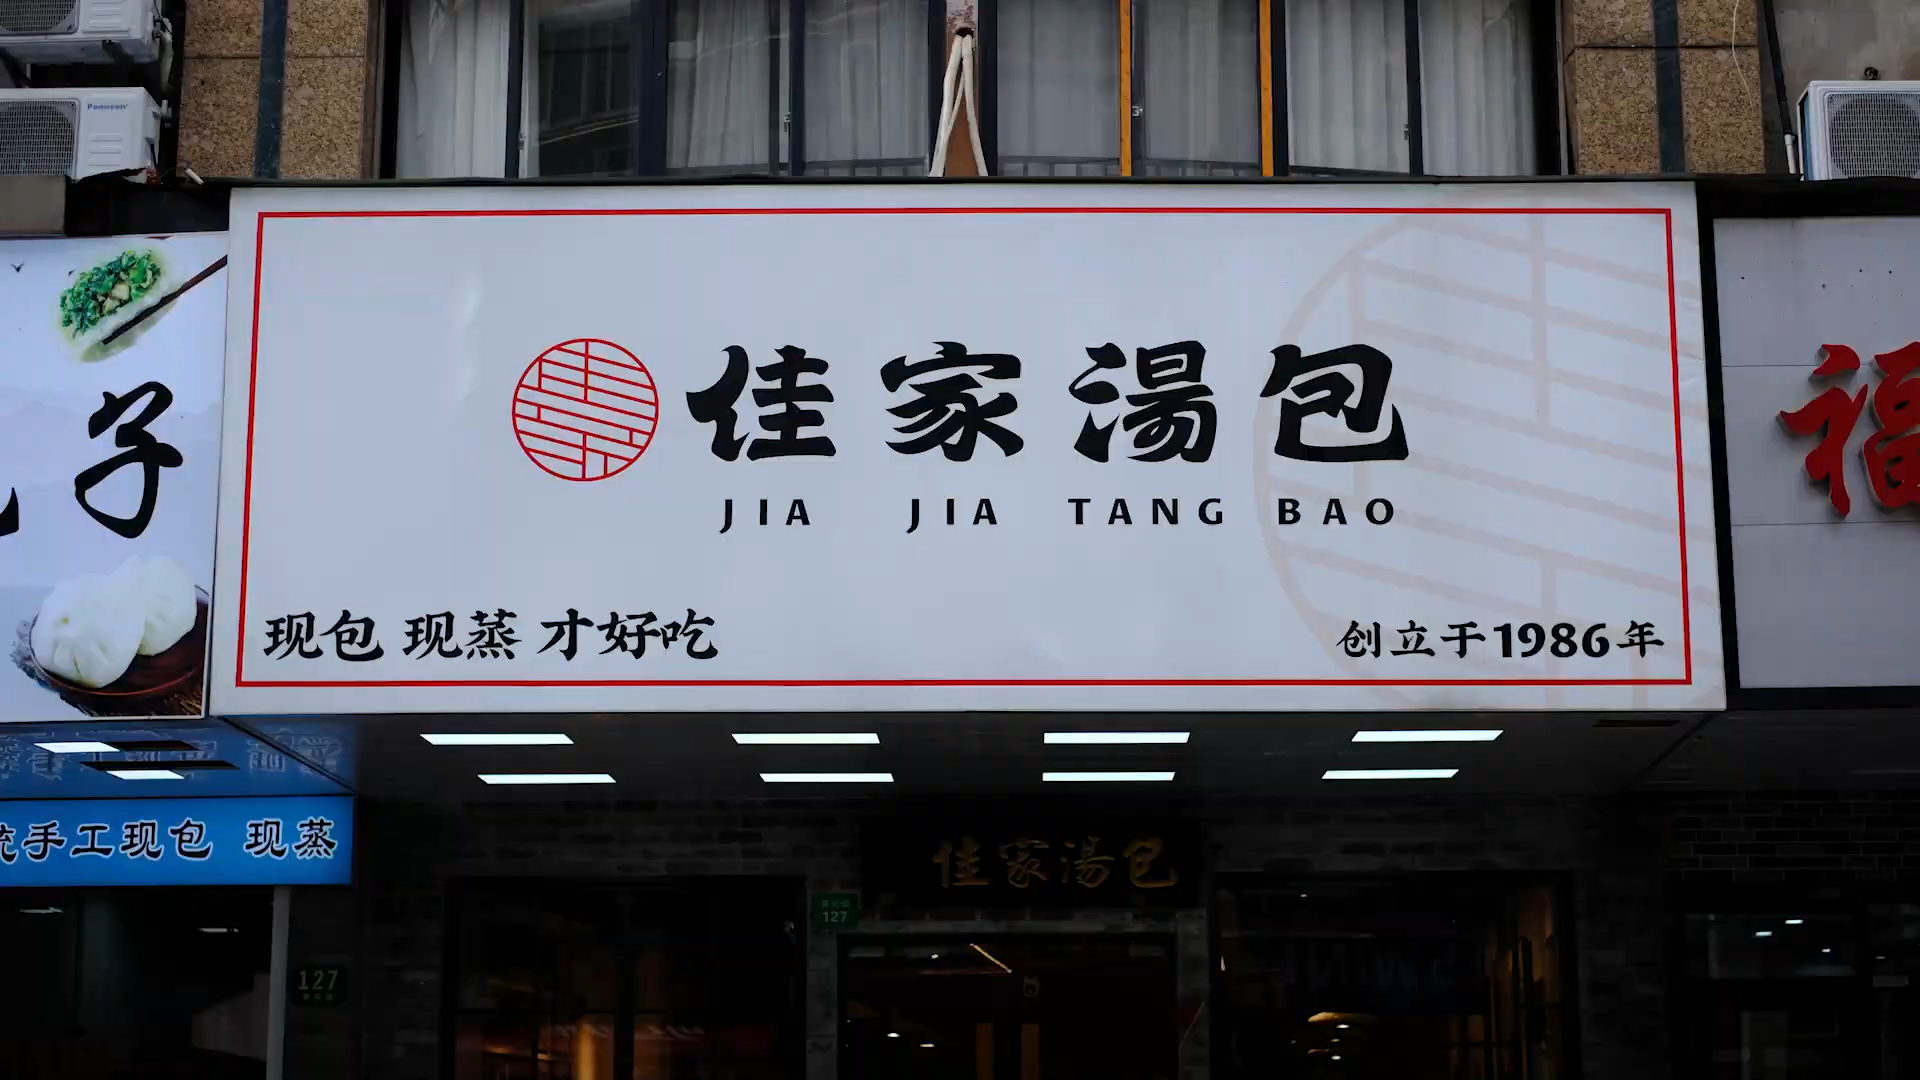 佳家湯包
JIA JIA TANG BAO
现包 现蒸 才好吃
创立于1986年
子
福
手工现包 现蒸
佳家湯包
127
127